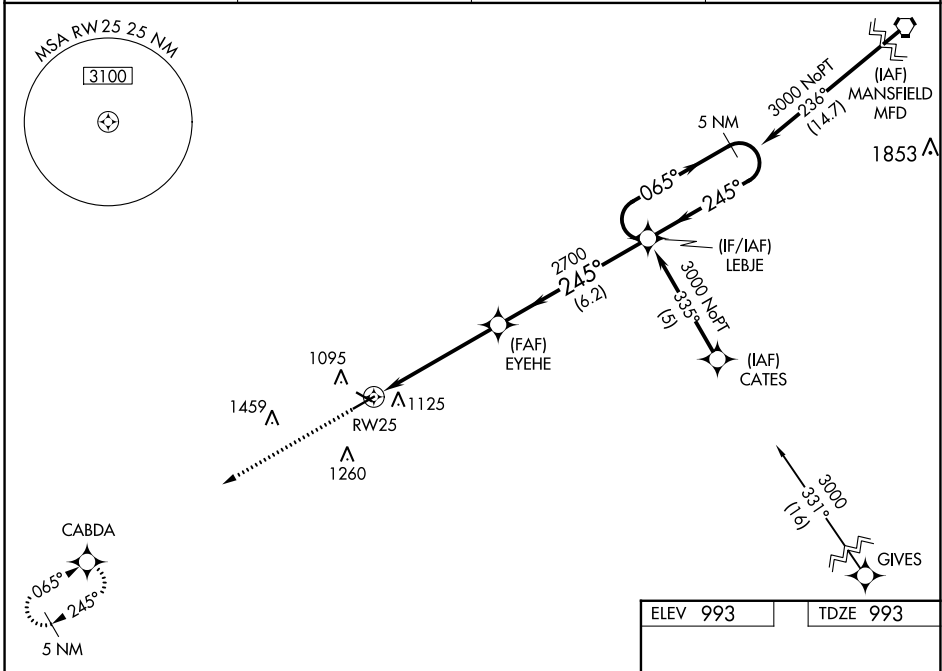 MSA RW25 25 NM
3100
(IAF)
MANSFIELD
MFD
3000 NoPT
236°
(14.7)
1853
5 NM
065°
245°
(IF/IAF)
LEBJE
2700
245°
(6.2)
3000 NoPT
335°
(5)
(FAF)
EYEHE
(IAF)
CATES
1095
1125
1459
RW25
1260
3000
331°
(16)
GIVES
CABDA
065°
245°
5 NM
ELEV 993
TDZE 993